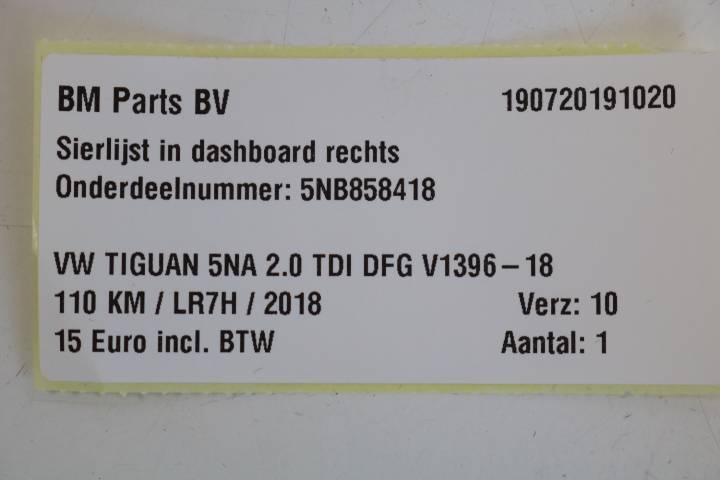 BM Parts BV 190720191020
Sierlijst in dashboard rechts
Onderdeelnummer: 5NB858418
VW TIGUAN 5NA 2.0 TDI DFG V1396-18
110 KM / LR7H / 2018 Verz: 10
15 Euro incl. BTW Aantal: 1